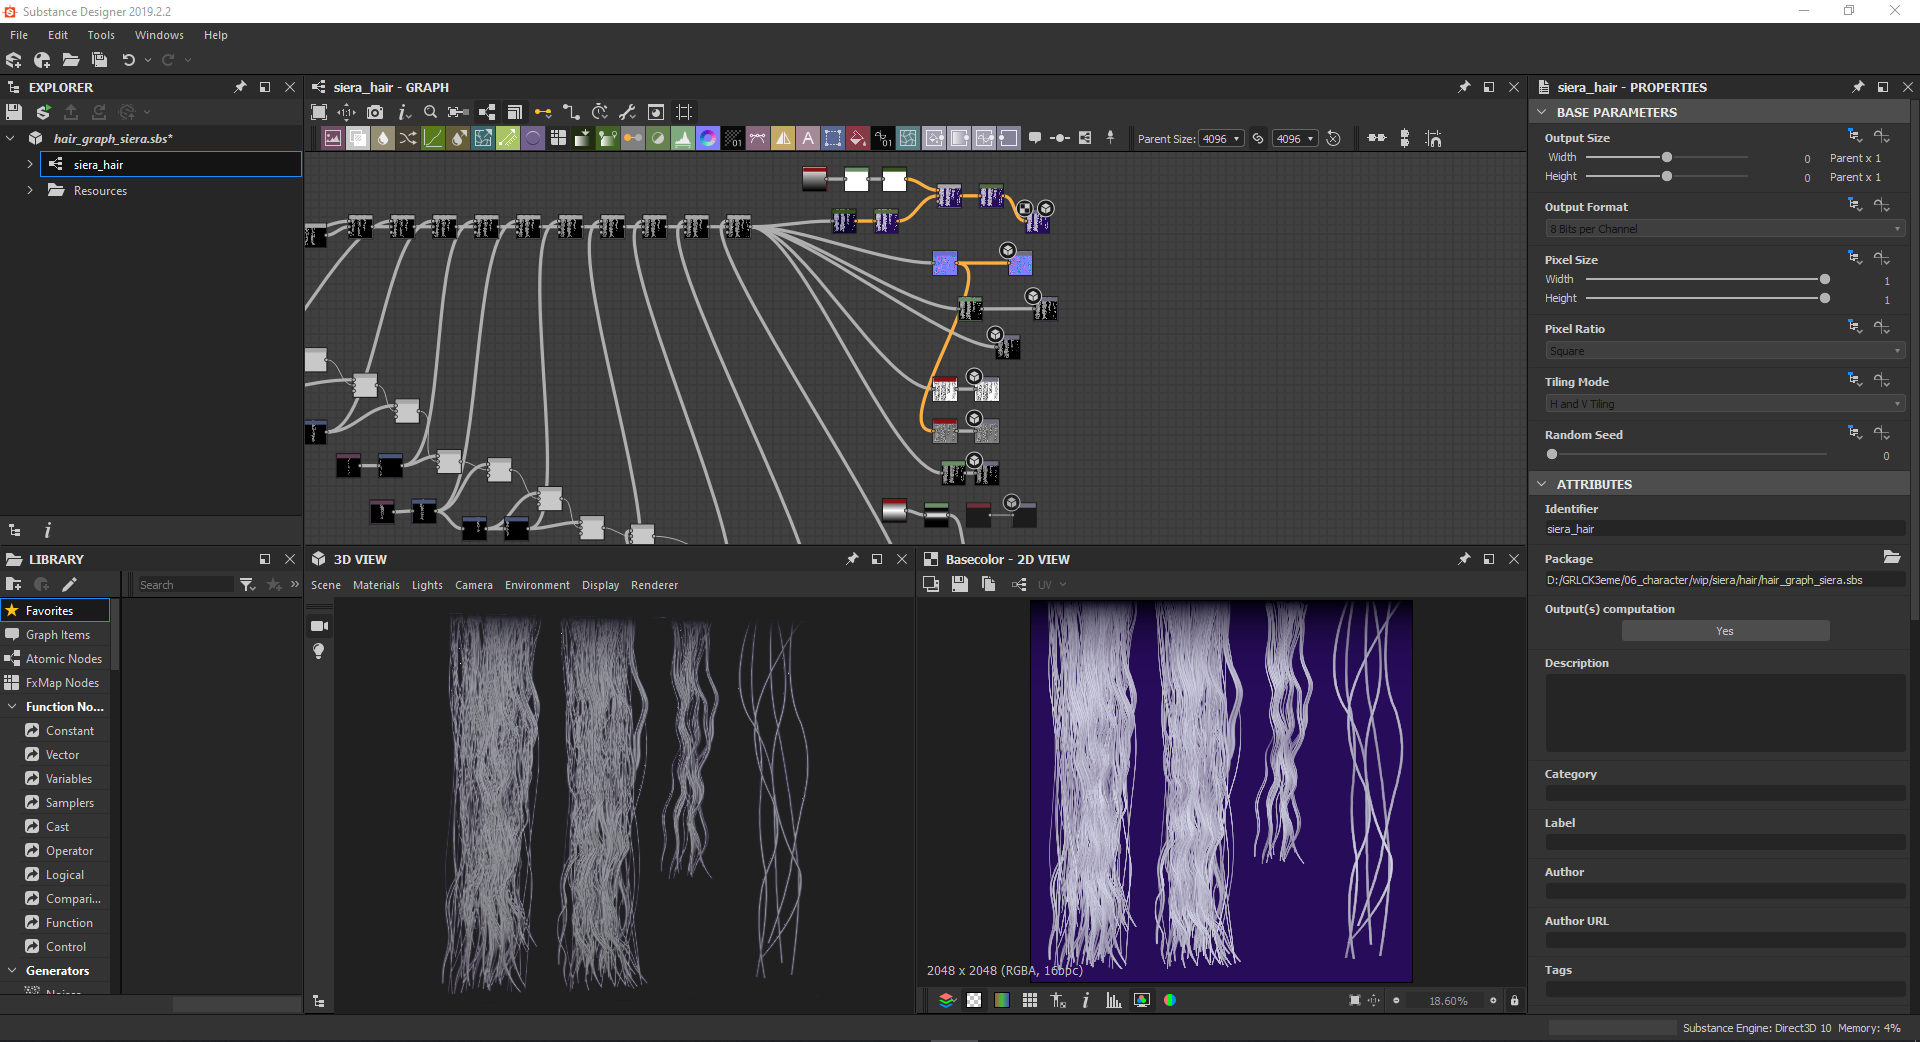 Substance Designer 2019.2.2
File Edit Tools Windows Help
EXPLORER
hair_graph_siera.sbs*
siera_hair
Resources
siera_hair - GRAPH
Parent Size: 4096 4096
siera_hair - PROPERTIES
BASE PARAMETERS
Output Size
Width 0 Parent x 1
Height 0 Parent x 1
Output Format
8 Bits per Channel
Pixel Size
Width 1
Height 1
Pixel Ratio
Square
Tiling Mode
H and V Tiling
Random Seed
0
ATTRIBUTES
Identifier
siera_hair
Package
D:/GRLCK3eme/06_character/wip/siera/hair/hair_graph_siera.sbs
Output(s) computation
Yes
Description
Category
Label
Author
Author URL
Tags
LIBRARY
Search
Favorites
Graph Items
Atomic Nodes
FxMap Nodes
Function No...
Constant
Vector
Variables
Samplers
Cast
Operator
Logical
Compari...
Function
Control
Generators
3D VIEW
Scene Materials Lights Camera Environment Display Renderer
Basecolor - 2D VIEW
UV
2048 x 2048 (RGBA, 16bpc)
18.60%
Substance Engine: Direct3D 10 Memory: 4%